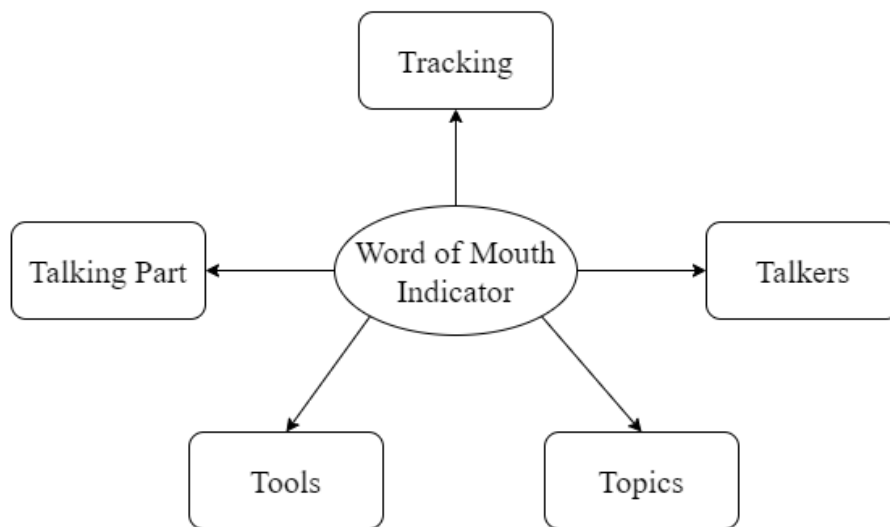 Tracking
Talking Part
Word of Mouth
Indicator
Talkers
Tools
Topics